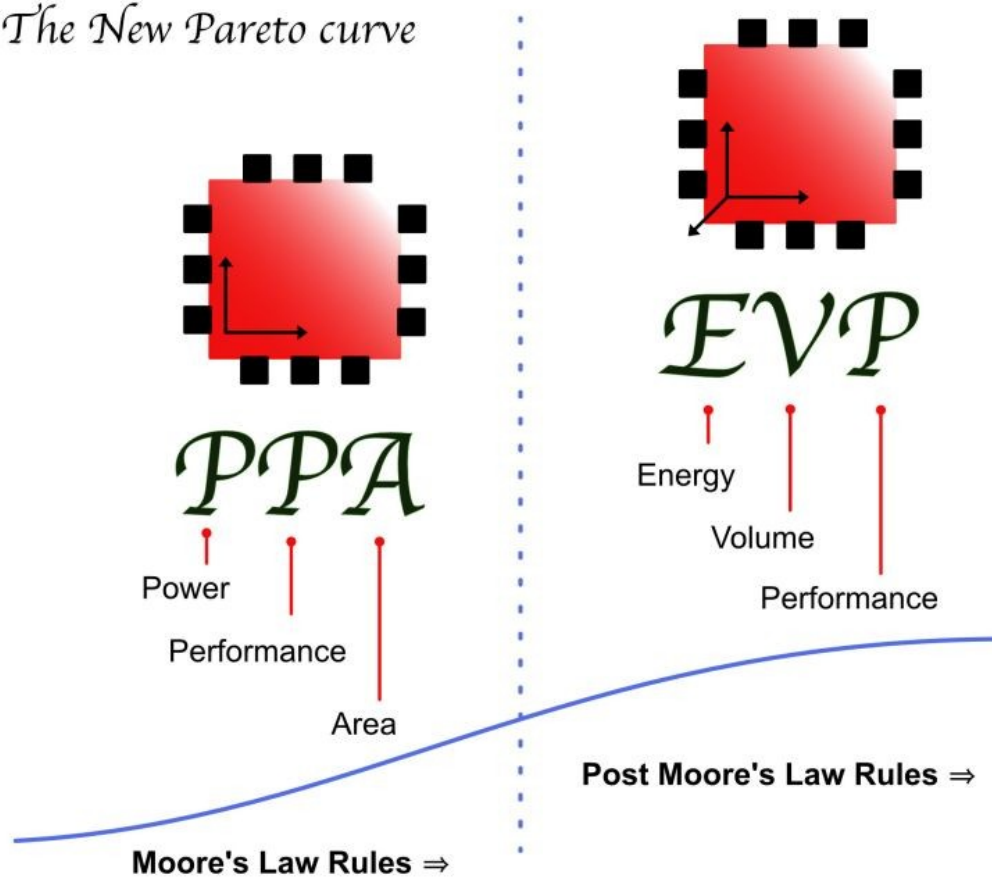 The New Pareto curve
PPA
Power
Performance
Area
Moore's Law Rules ⇒
EVP
Energy
Volume
Performance
Post Moore's Law Rules ⇒